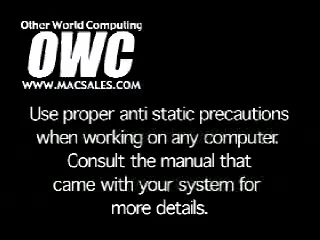 Other World Computing
OWC
WWW.MACSALES.COM
Use proper anti static precautions
when working on any computer.
Consult the manual that
came with your system for
more details.